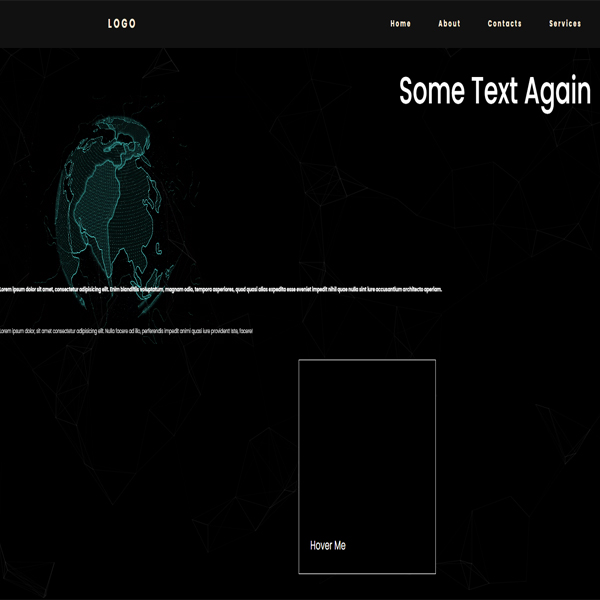 LOGO
Home About Contacts Services
Some Text Again
Lorem ipsum dolor sit amet, consectetur adipisicing elit. Enim blanditiis voluptatum, magnam odio, tempora asperiores, quod quasi alias expedita esse eveniet impedit nihil quae nulla sint iure accusantium architecto aperiam.
Lorem ipsum dolor, sit amet consectetur adipisicing elit. Nulla facere ad illo, perferendis impedit animi quasi iure provident iste, facere!
Hover Me